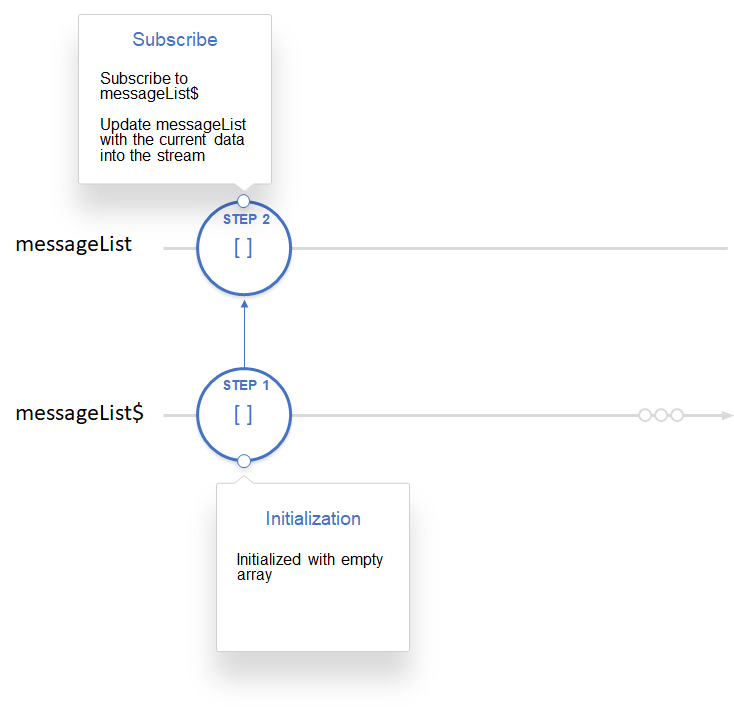 Subscribe
Subscribe to
messageList$
Update messageList
with the current data
into the stream
STEP 2
messageList
[ ]
STEP 1
messageList$
[ ]
Initialization
Initialized with empty
array